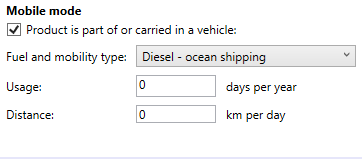 Mobile mode
Product is part of or carried in a vehicle:
Fuel and mobility type: Diesel - ocean shipping
Usage: 0 days per year
Distance: 0 km per day